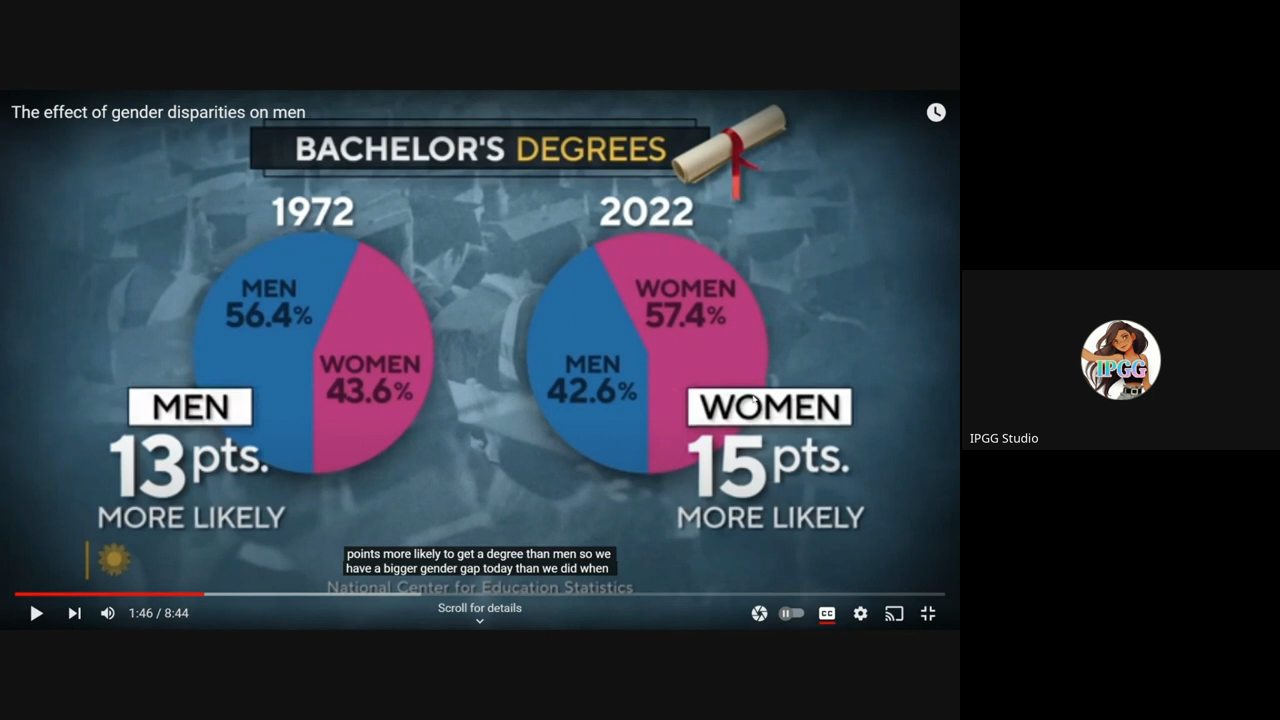 The effect of gender disparities on men
BACHELOR'S DEGREES
1972
2022
MEN
56.4%
WOMEN
43.6%
WOMEN
57.4%
MEN
42.6%
MEN
13 pts.
MORE LIKELY
WOMEN
15 pts.
MORE LIKELY
points more likely to get a degree than men so we
have a bigger gender gap today than we did when
National Center for Education Statistics
1:46 / 8:44
Scroll for details
CC
IPGG
IPGG Studio